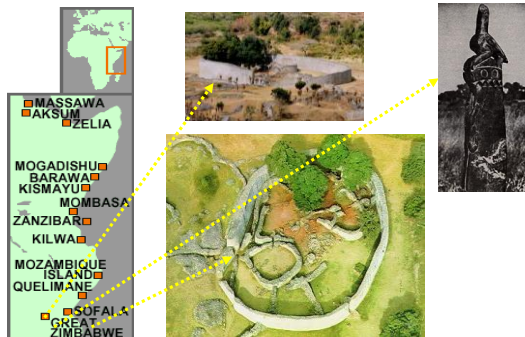 MASSAWA
AKSUM
ZELIA
MOGADISHU
BARAWA
KISMAYU
MOMBASA
ZANZIBAR
KILWA
MOZAMBIQUE
ISLAND
QUELIMANE
SOFALA
GREAT
ZIMBABWE